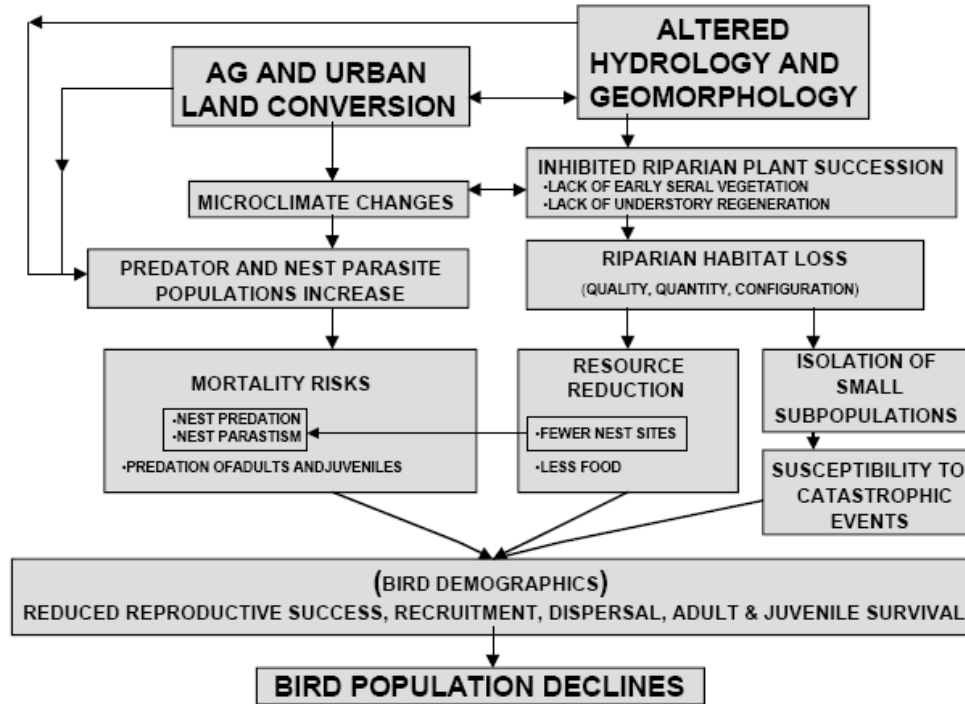 ALTERED
HYDROLOGY AND
GEOMORPHOLOGY
AG AND URBAN
LAND CONVERSION
INHIBITED RIPARIAN PLANT SUCCESSION
•LACK OF EARLY SERAL VEGETATION
•LACK OF UNDERSTORY REGENERATION
MICROCLIMATE CHANGES
PREDATOR AND NEST PARASITE
POPULATIONS INCREASE
RIPARIAN HABITAT LOSS
(QUALITY, QUANTITY, CONFIGURATION)
MORTALITY RISKS
•NEST PREDATION
•NEST PARASTISM
•PREDATION OFADULTS ANDJUVENILES
RESOURCE
REDUCTION
•FEWER NEST SITES
•LESS FOOD
ISOLATION OF
SMALL
SUBPOPULATIONS
SUSCEPTIBILITY TO
CATASTROPHIC
EVENTS
(BIRD DEMOGRAPHICS)
REDUCED REPRODUCTIVE SUCCESS, RECRUITMENT, DISPERSAL, ADULT & JUVENILE SURVIVAL
BIRD POPULATION DECLINES